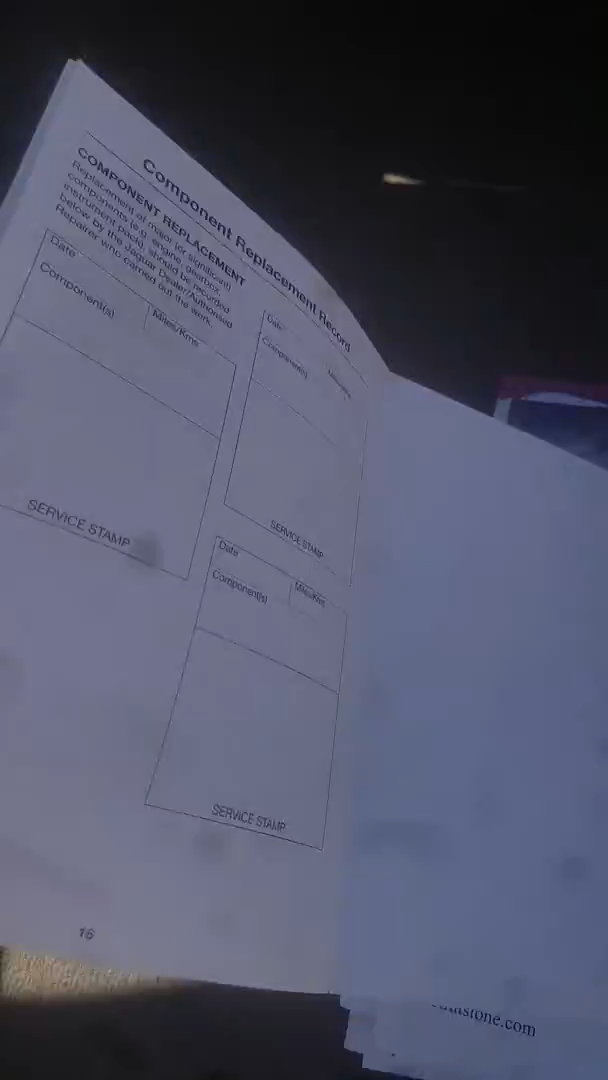 Component Replacement Record
COMPONENT REPLACEMENT
Replacement of major (or significant)
components (e.g. engine, gearbox,
instrument pack), should be recorded
below by the Jaguar Dealer/Authorised
Repairer who carried out the work.
Date
Miles/Kms
Component(s)
SERVICE STAMP
Date
Miles/Kms
Component(s)
SERVICE STAMP
Date
Miles/Kms
Component(s)
SERVICE STAMP
16